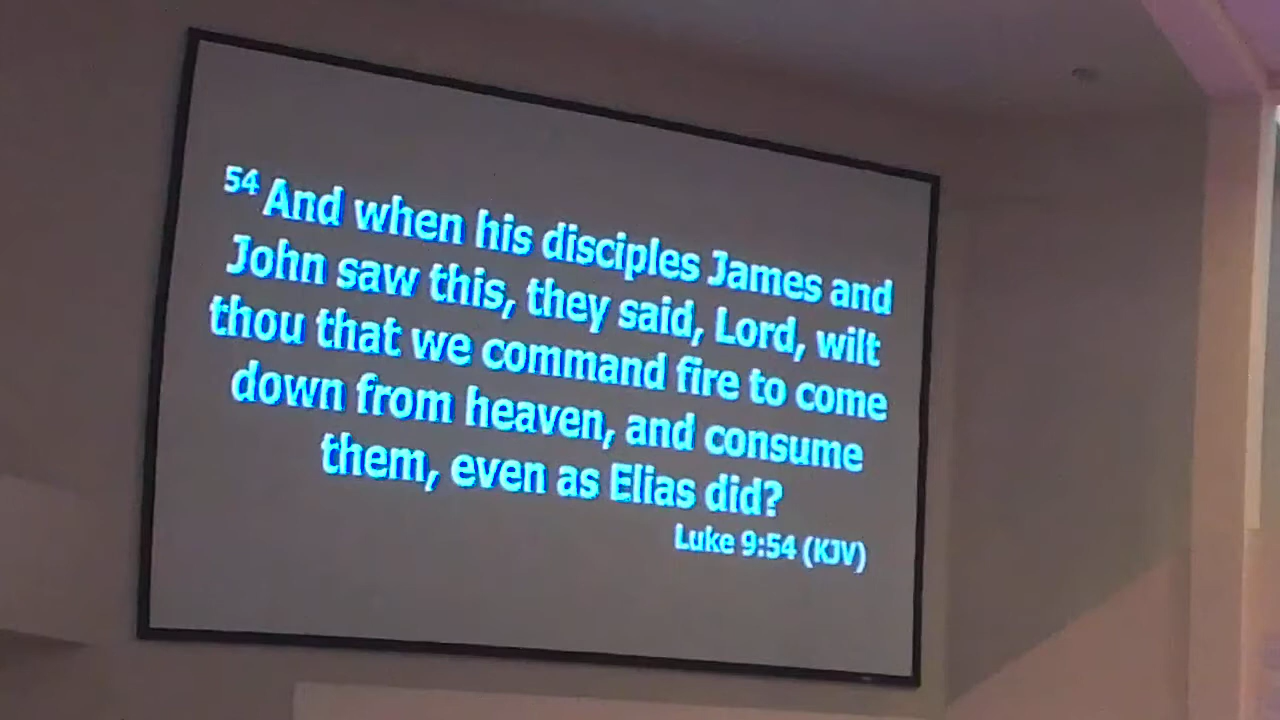 54 And when his disciples James and
John saw this, they said, Lord, wilt
thou that we command fire to come
down from heaven, and consume
them, even as Elias did?
Luke 9:54 (KJV)